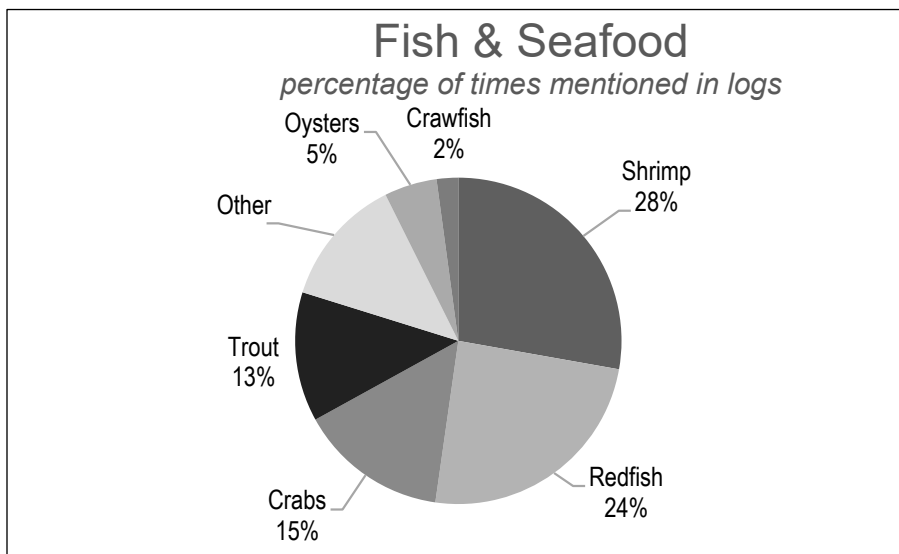 Fish & Seafood
percentage of times mentioned in logs
Crawfish
2%
Oysters
5%
Shrimp
28%
Other
Trout
13%
Redfish
24%
Crabs
15%